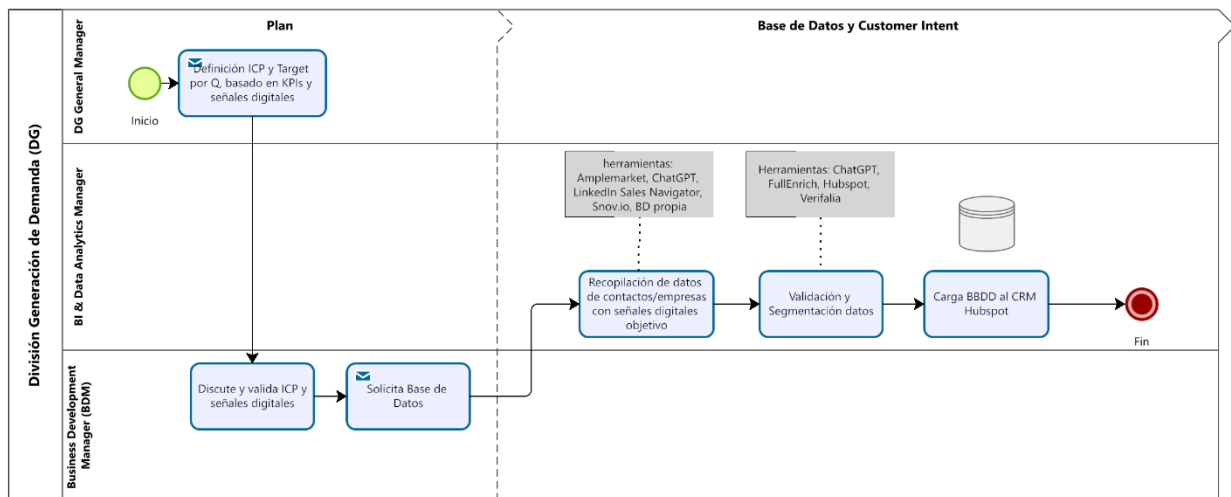 Plan
Base de Datos y Customer Intent
División Generación de Demanda (DG)
DG General Manager
Inicio
Definición ICP y Target
por Q, basado en KPIs y
señales digitales
BI & Data Analytics Manager
herramientas:
Amplemarket, ChatGPT,
LinkedIn Sales Navigator,
Snov.io, BD propia
Herramientas: ChatGPT,
FullEnrich, Hubspot,
Verifalia
Recopilación de datos
de contactos/empresas
con señales digitales
objetivo
Validación y
Segmentación datos
Carga BBDD al CRM
Hubspot
Fin
Business Development
Manager (BDM)
Discute y valida ICP y
señales digitales
Solicita Base de
Datos